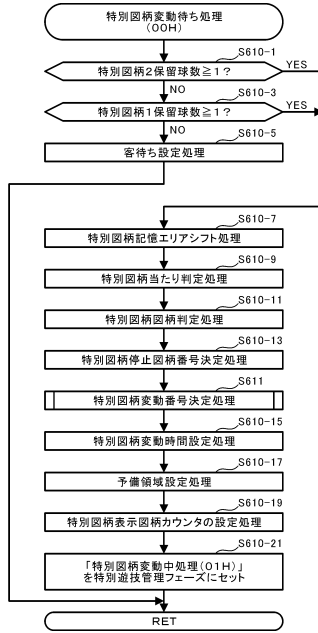 特別図柄変動待ち処理
(00H)
S610-1
特別図柄2保留球数≧1?
YES
NO
S610-3
特別図柄1保留球数≧1?
YES
NO
S610-5
客待ち設定処理
S610-7
特別図柄記憶エリアシフト処理
S610-9
特別図柄当たり判定処理
S610-11
特別図柄図柄判定処理
S610-13
特別図柄停止図柄番号決定処理
S611
特別図柄変動番号決定処理
S610-15
特別図柄変動時間設定処理
S610-17
予備領域設定処理
S610-19
特別図柄表示図柄カウンタの設定処理
S610-21
「特別図柄変動中処理(01H)」
を特別遊技管理フェーズにセット
RET